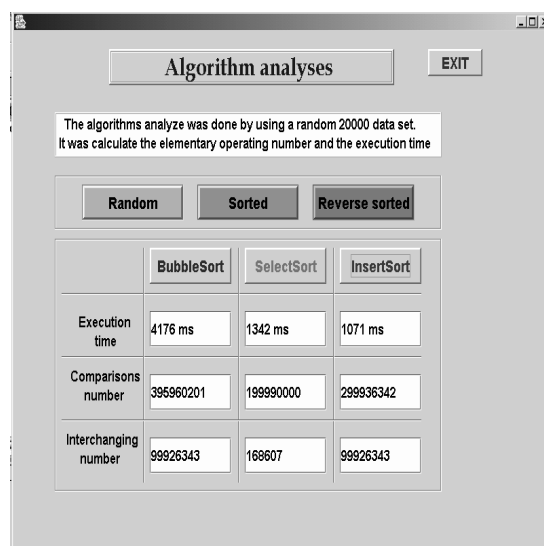 Algorithm analyses
EXIT
The algorithms analyze was done by using a random 20000 data set.
It was calculate the elementary operating number and the execution time
Random Sorted Reverse sorted
BubbleSort SelectSort InsertSort
Execution
time
4176 ms 1342 ms 1071 ms
Comparisons
number
395960201 199990000 299936342
Interchanging
number
99926343 168607 99926343